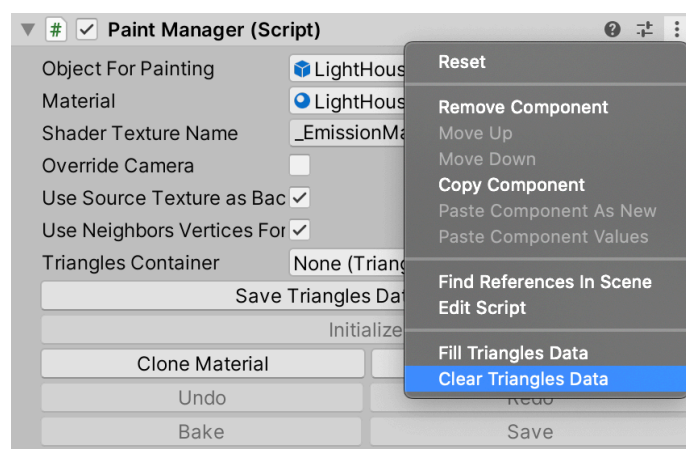 # Paint Manager (Script)
Object For Painting LightHous
Material LightHous
Shader Texture Name _EmissionMa
Override Camera
Use Source Texture as Bac
Use Neighbors Vertices For
Triangles Container None (Triang
Save Triangles Dat
Initialize
Clone Material
Undo Redo
Bake Save
Reset
Remove Component
Move Up
Move Down
Copy Component
Paste Component As New
Paste Component Values
Find References In Scene
Edit Script
Fill Triangles Data
Clear Triangles Data